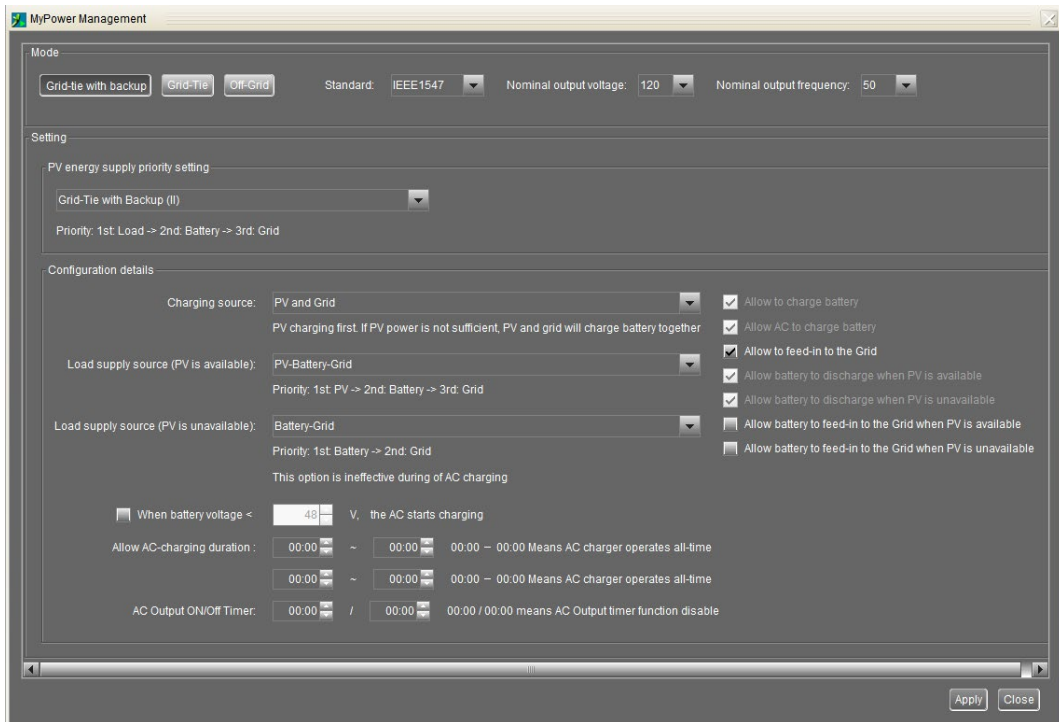 MyPower Management
Mode
Grid-tie with backup Grid-Tie Off-Grid Standard: IEEE1547 Nominal output voltage: 120 Nominal output frequency: 50
Setting
PV energy supply priority setting
Grid-Tie with Backup (II)
Priority: 1st: Load -> 2nd: Battery -> 3rd: Grid
Configuration details
Charging source: PV and Grid
PV charging first. If PV power is not sufficient, PV and grid will charge battery together
Load supply source (PV is available): PV-Battery-Grid
Priority: 1st: PV -> 2nd: Battery -> 3rd: Grid
Load supply source (PV is unavailable): Battery-Grid
Priority: 1st: Battery -> 2nd: Grid
This option is ineffective during of AC charging
Allow to charge battery
Allow AC to charge battery
Allow to feed-in to the Grid
Allow battery to discharge when PV is available
Allow battery to discharge when PV is unavailable
Allow battery to feed-in to the Grid when PV is available
Allow battery to feed-in to the Grid when PV is unavailable
When battery voltage < 48 V, the AC starts charging
Allow AC-charging duration : 00:00 ~ 00:00 00:00 – 00:00 Means AC charger operates all-time
00:00 ~ 00:00 00:00 – 00:00 Means AC charger operates all-time
AC Output ON/Off Timer: 00:00 / 00:00 00:00 / 00:00 means AC Output timer function disable
Apply Close